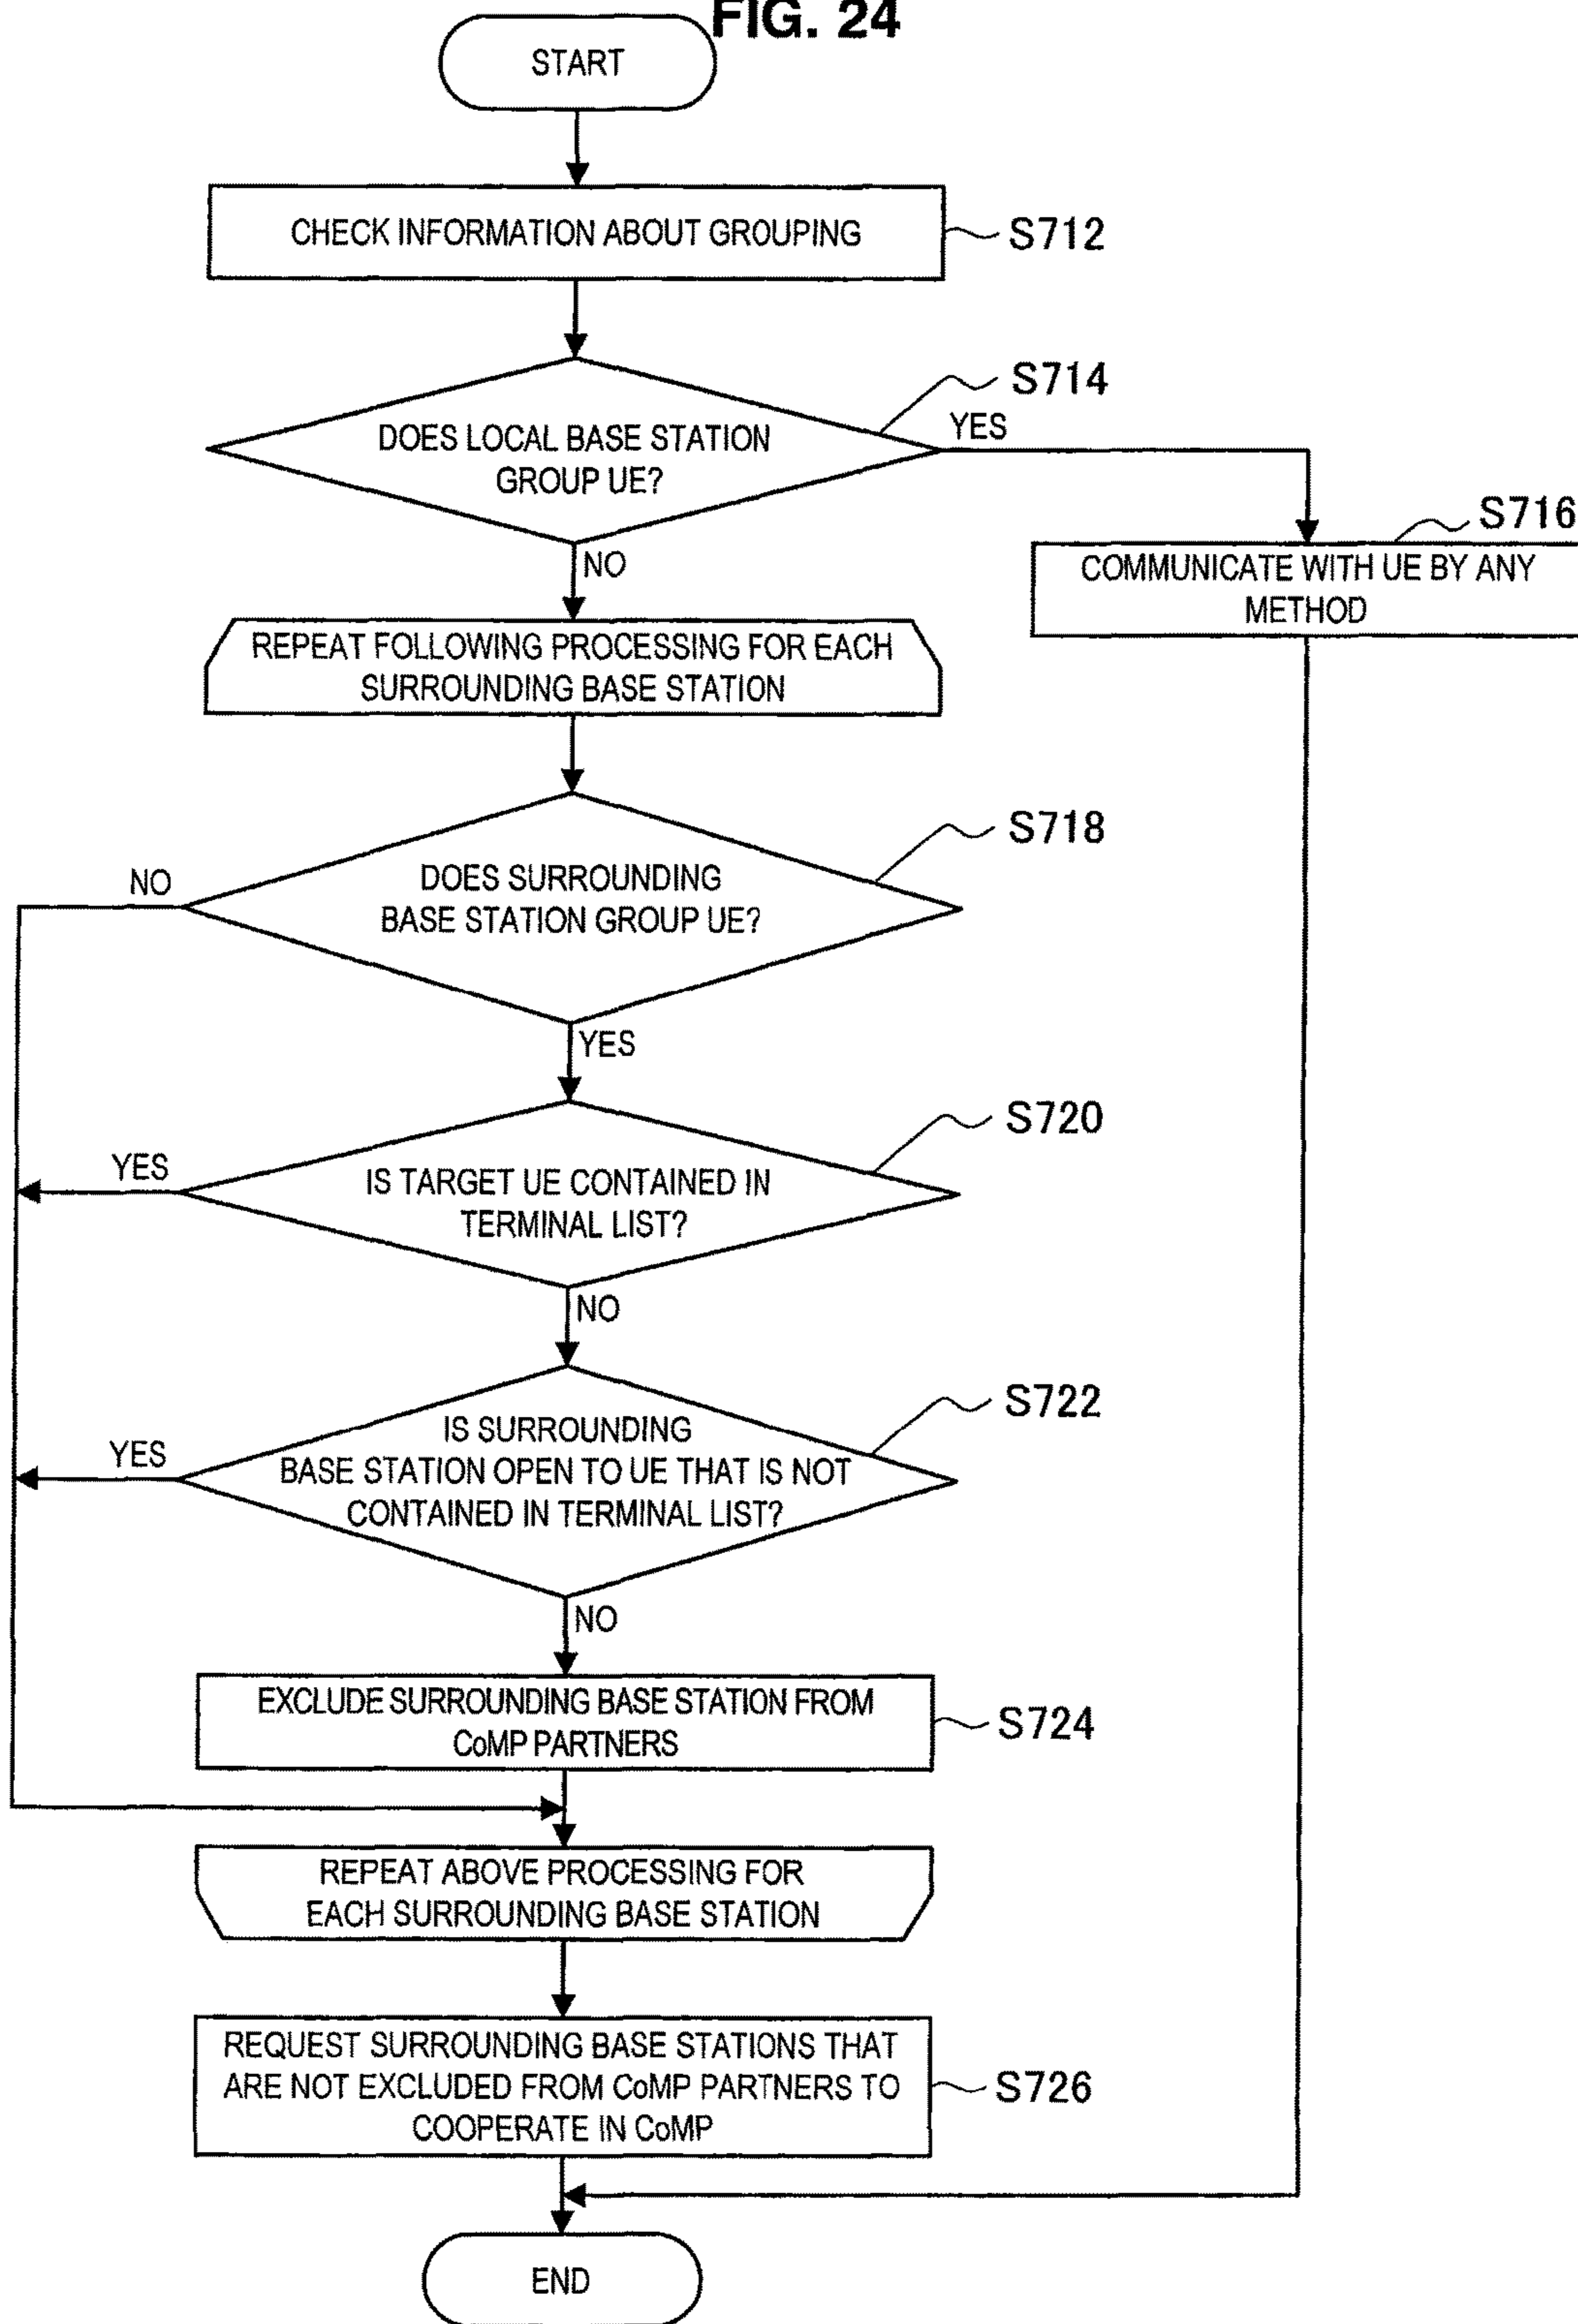 FIG. 24
START
CHECK INFORMATION ABOUT GROUPING
S712
S714
DOES LOCAL BASE STATION
GROUP UE?
YES
NO
S716
COMMUNICATE WITH UE BY ANY
METHOD
REPEAT FOLLOWING PROCESSING FOR EACH
SURROUNDING BASE STATION
S718
DOES SURROUNDING
BASE STATION GROUP UE?
NO
YES
S720
IS TARGET UE CONTAINED IN
TERMINAL LIST?
YES
NO
S722
IS SURROUNDING
BASE STATION OPEN TO UE THAT IS NOT
CONTAINED IN TERMINAL LIST?
YES
NO
EXCLUDE SURROUNDING BASE STATION FROM
CoMP PARTNERS
S724
REPEAT ABOVE PROCESSING FOR
EACH SURROUNDING BASE STATION
REQUEST SURROUNDING BASE STATIONS THAT
ARE NOT EXCLUDED FROM CoMP PARTNERS TO
COOPERATE IN CoMP
S726
END